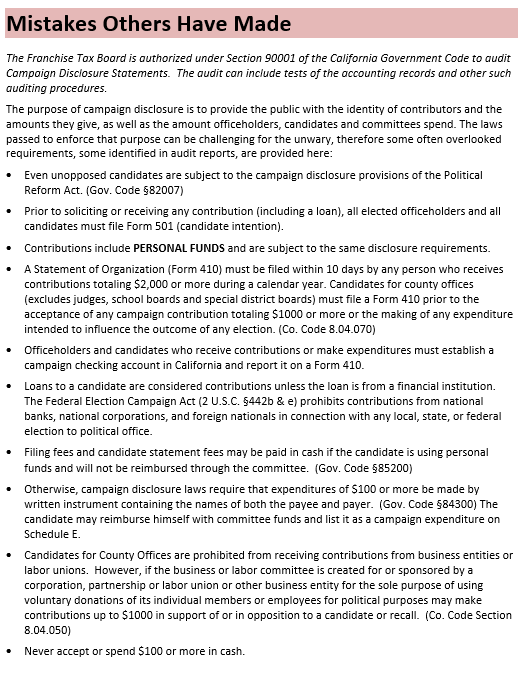 Mistakes Others Have Made
The Franchise Tax Board is authorized under Section 90001 of the California Government Code to audit
Campaign Disclosure Statements.  The audit can include tests of the accounting records and other such
auditing procedures.
The purpose of campaign disclosure is to provide the public with the identity of contributors and the
amounts they give, as well as the amount officeholders, candidates and committees spend. The laws
passed to enforce that purpose can be challenging for the unwary, therefore some often overlooked
requirements, some identified in audit reports, are provided here:
• Even unopposed candidates are subject to the campaign disclosure provisions of the Political
Reform Act. (Gov. Code §82007)
• Prior to soliciting or receiving any contribution (including a loan), all elected officeholders and all
candidates must file Form 501 (candidate intention).
• Contributions include PERSONAL FUNDS and are subject to the same disclosure requirements.
• A Statement of Organization (Form 410) must be filed within 10 days by any person who receives
contributions totaling $2,000 or more during a calendar year. Candidates for county offices
(excludes judges, school boards and special district boards) must file a Form 410 prior to the
acceptance of any campaign contribution totaling $1000 or more or the making of any expenditure
intended to influence the outcome of any election. (Co. Code 8.04.070)
• Officeholders and candidates who receive contributions or make expenditures must establish a
campaign checking account in California and report it on a Form 410.
• Loans to a candidate are considered contributions unless the loan is from a financial institution.
The Federal Election Campaign Act (2 U.S.C. §442b & e) prohibits contributions from national
banks, national corporations, and foreign nationals in connection with any local, state, or federal
election to political office.
• Filing fees and candidate statement fees may be paid in cash if the candidate is using personal
funds and will not be reimbursed through the committee.  (Gov. Code §85200)
• Otherwise, campaign disclosure laws require that expenditures of $100 or more be made by
written instrument containing the names of both the payee and payer.  (Gov. Code §84300) The
candidate may reimburse himself with committee funds and list it as a campaign expenditure on
Schedule E.
• Candidates for County Offices are prohibited from receiving contributions from business entities or
labor unions.  However, if the business or labor committee is created for or sponsored by a
corporation, partnership or labor union or other business entity for the sole purpose of using
voluntary donations of its individual members or employees for political purposes may make
contributions up to $1000 in support of or in opposition to a candidate or recall.  (Co. Code Section
8.04.050)
• Never accept or spend $100 or more in cash.